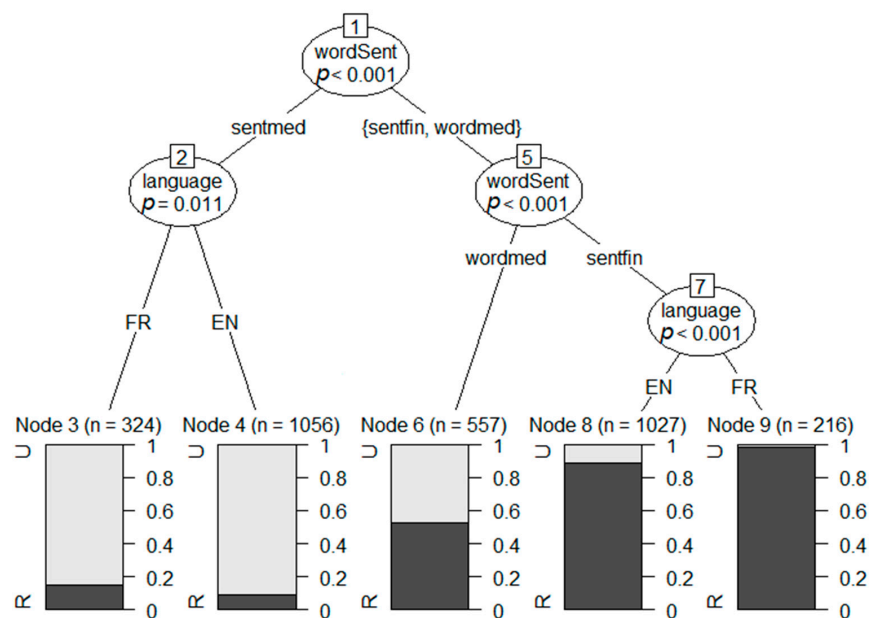 1
wordSent
p < 0.001
sentmed
{sentfin, wordmed}
2
language
p = 0.011
5
wordSent
p < 0.001
wordmed
sentfin
7
language
p < 0.001
FR
EN
EN
FR
Node 3 (n = 324)
Node 4 (n = 1056)
Node 6 (n = 557)
Node 8 (n = 1027)
Node 9 (n = 216)
U
R
1
0.8
0.6
0.4
0.2
0
U
R
1
0.8
0.6
0.4
0.2
0
U
R
1
0.8
0.6
0.4
0.2
0
U
R
1
0.8
0.6
0.4
0.2
0
U
R
1
0.8
0.6
0.4
0.2
0